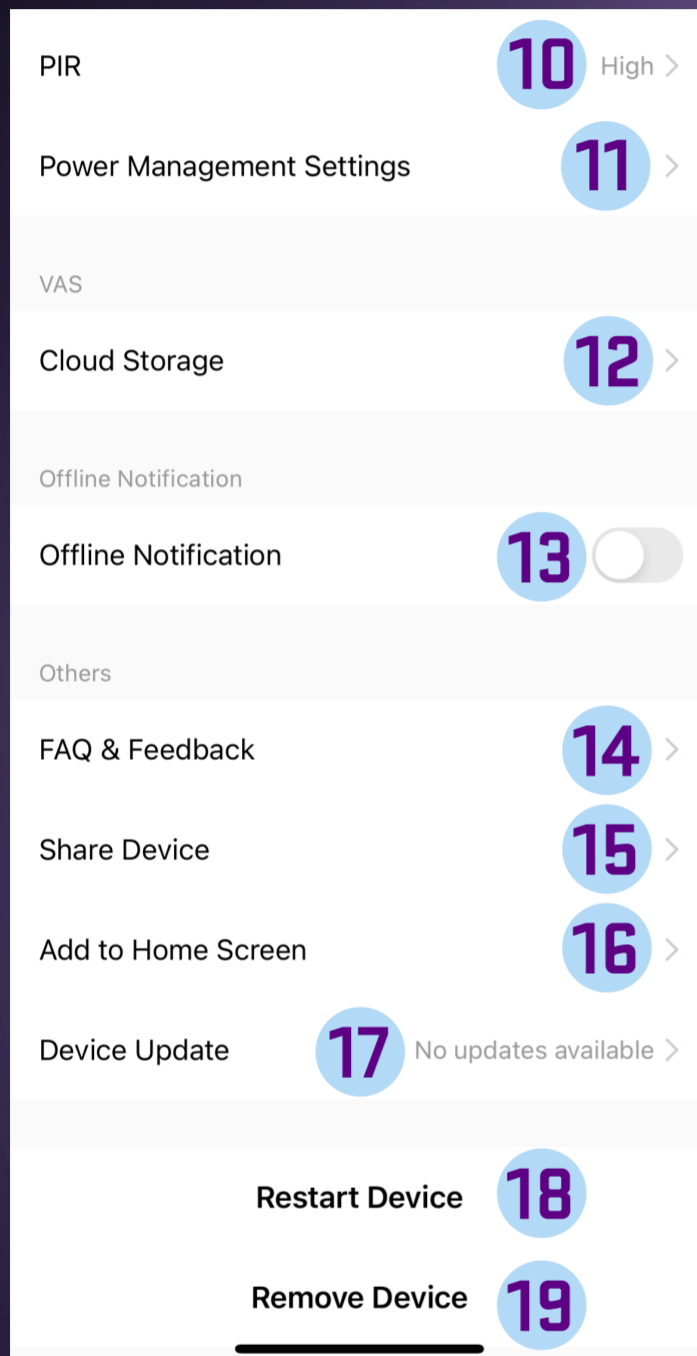 PIR 10 High
Power Management Settings 11
VAS
Cloud Storage 12
Offline Notification
Offline Notification 13
Others
FAQ & Feedback 14
Share Device 15
Add to Home Screen 16
Device Update 17 No updates available
Restart Device 18
Remove Device 19